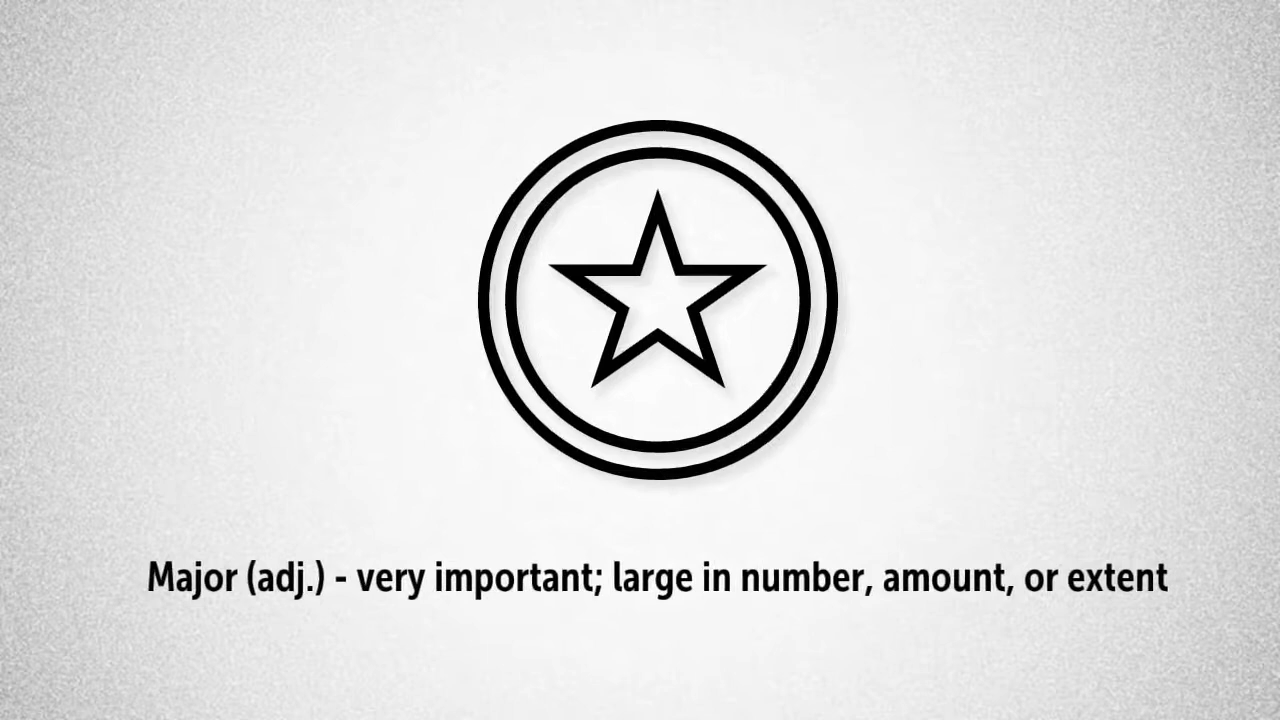 Major (adj.) - very important; large in number, amount, or extent